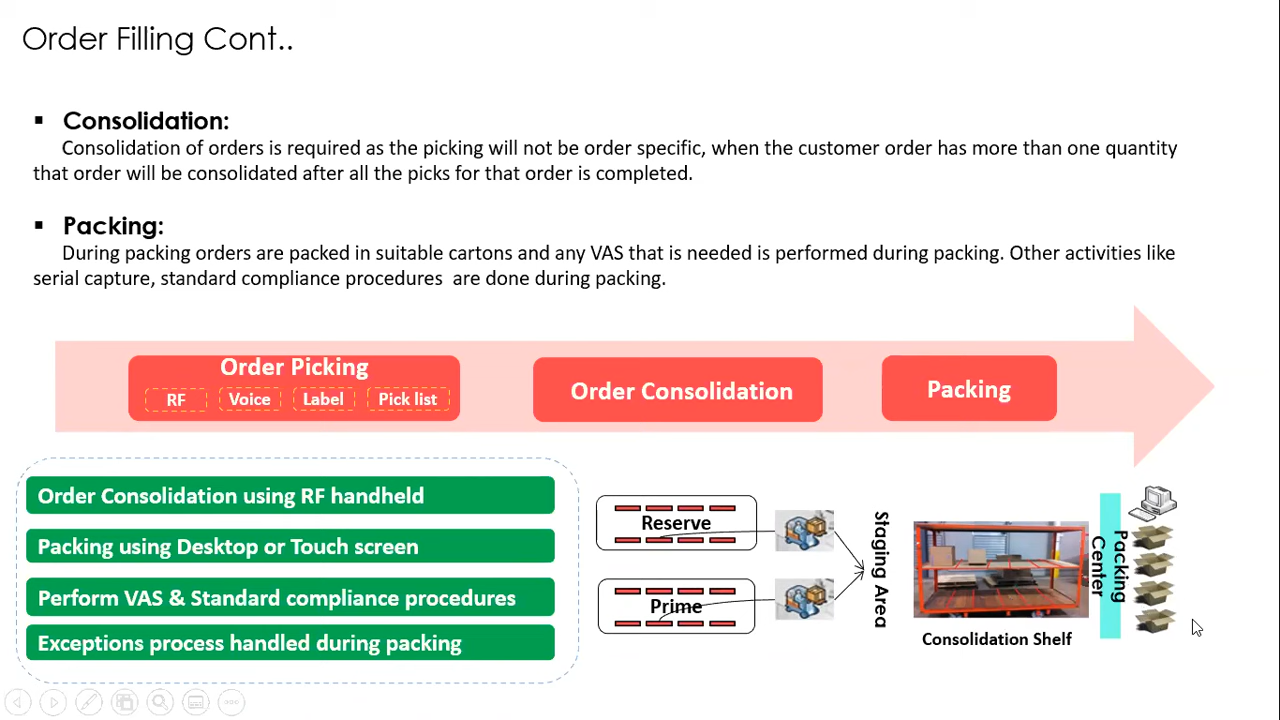 Order Filling Cont..
▪ Consolidation:
Consolidation of orders is required as the picking will not be order specific, when the customer order has more than one quantity
that order will be consolidated after all the picks for that order is completed.
▪ Packing:
During packing orders are packed in suitable cartons and any VAS that is needed is performed during packing. Other activities like
serial capture, standard compliance procedures are done during packing.
Order Picking
RF Voice Label Pick list
Order Consolidation
Packing
Order Consolidation using RF handheld
Packing using Desktop or Touch screen
Perform VAS & Standard compliance procedures
Exceptions process handled during packing
Reserve
Prime
Staging Area
Consolidation Shelf
Packing
Center